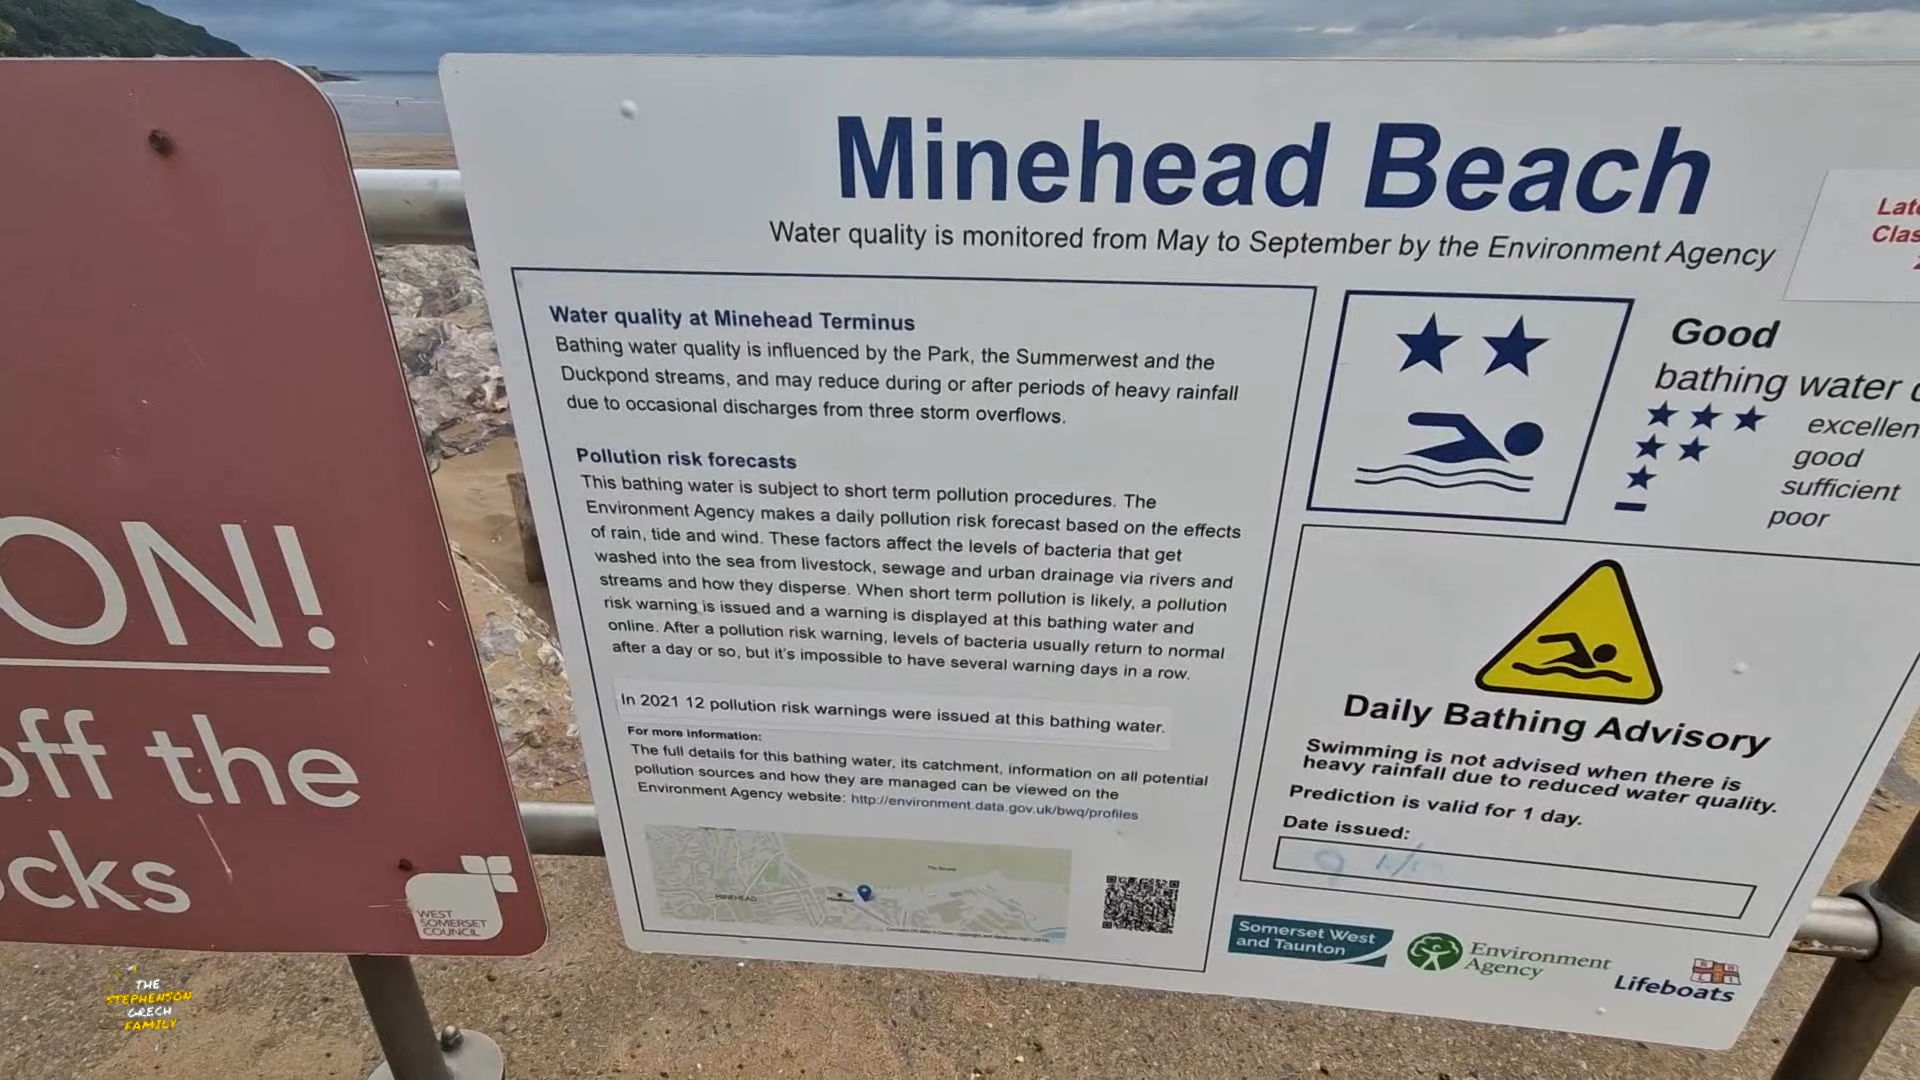 ON!
off the
cks
WEST
SOMERSET
COUNCIL
Minehead Beach
Water quality is monitored from May to September by the Environment Agency
Water quality at Minehead Terminus
Bathing water quality is influenced by the Park, the Summerwest and the
Duckpond streams, and may reduce during or after periods of heavy rainfall
due to occasional discharges from three storm overflows.
Pollution risk forecasts
This bathing water is subject to short term pollution procedures. The
Environment Agency makes a daily pollution risk forecast based on the effects
of rain, tide and wind. These factors affect the levels of bacteria that get
washed into the sea from livestock, sewage and urban drainage via rivers and
streams and how they disperse. When short term pollution is likely, a pollution
risk warning is issued and a warning is displayed at this bathing water and
online. After a pollution risk warning, levels of bacteria usually return to normal
after a day or so, but it's impossible to have several warning days in a row.
In 2021 12 pollution risk warnings were issued at this bathing water.
For more information:
The full details for this bathing water, its catchment, information on all potential
pollution sources and how they are managed can be viewed on the
Environment Agency website: http://environment.data.gov.uk/bwq/profiles
The Strand
MINEHEAD
Minehead
Late
Clas
Good
bathing water
excellen
good
sufficient
poor
Daily Bathing Advisory
Swimming is not advised when there is
heavy rainfall due to reduced water quality.
Prediction is valid for 1 day.
Date issued:
Somerset West
and Taunton
Environment
Agency
Lifeboats
THE
STEPHENSON
GRECH
FAMILY